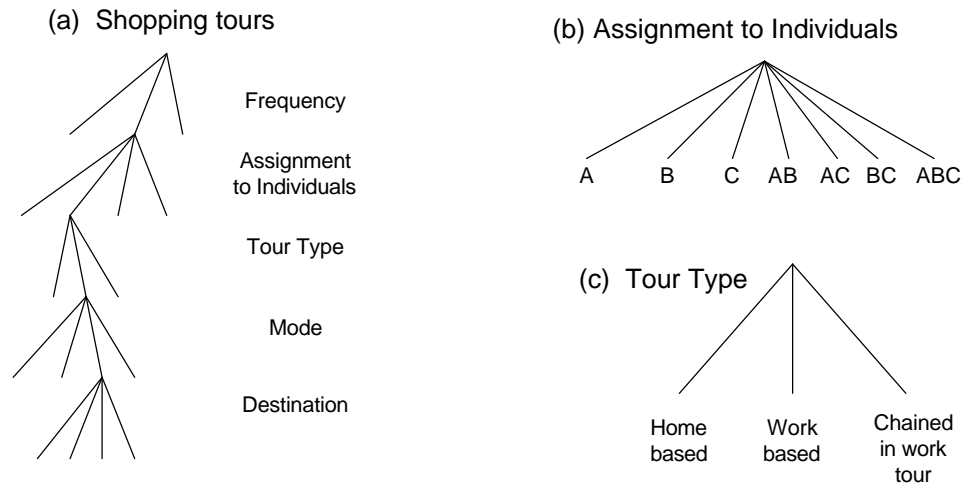 (a) Shopping tours
Frequency
Assignment
to Individuals
Tour Type
Mode
Destination
(b) Assignment to Individuals
A B C AB AC BC ABC
(c) Tour Type
Home
based
Work
based
Chained
in work
tour